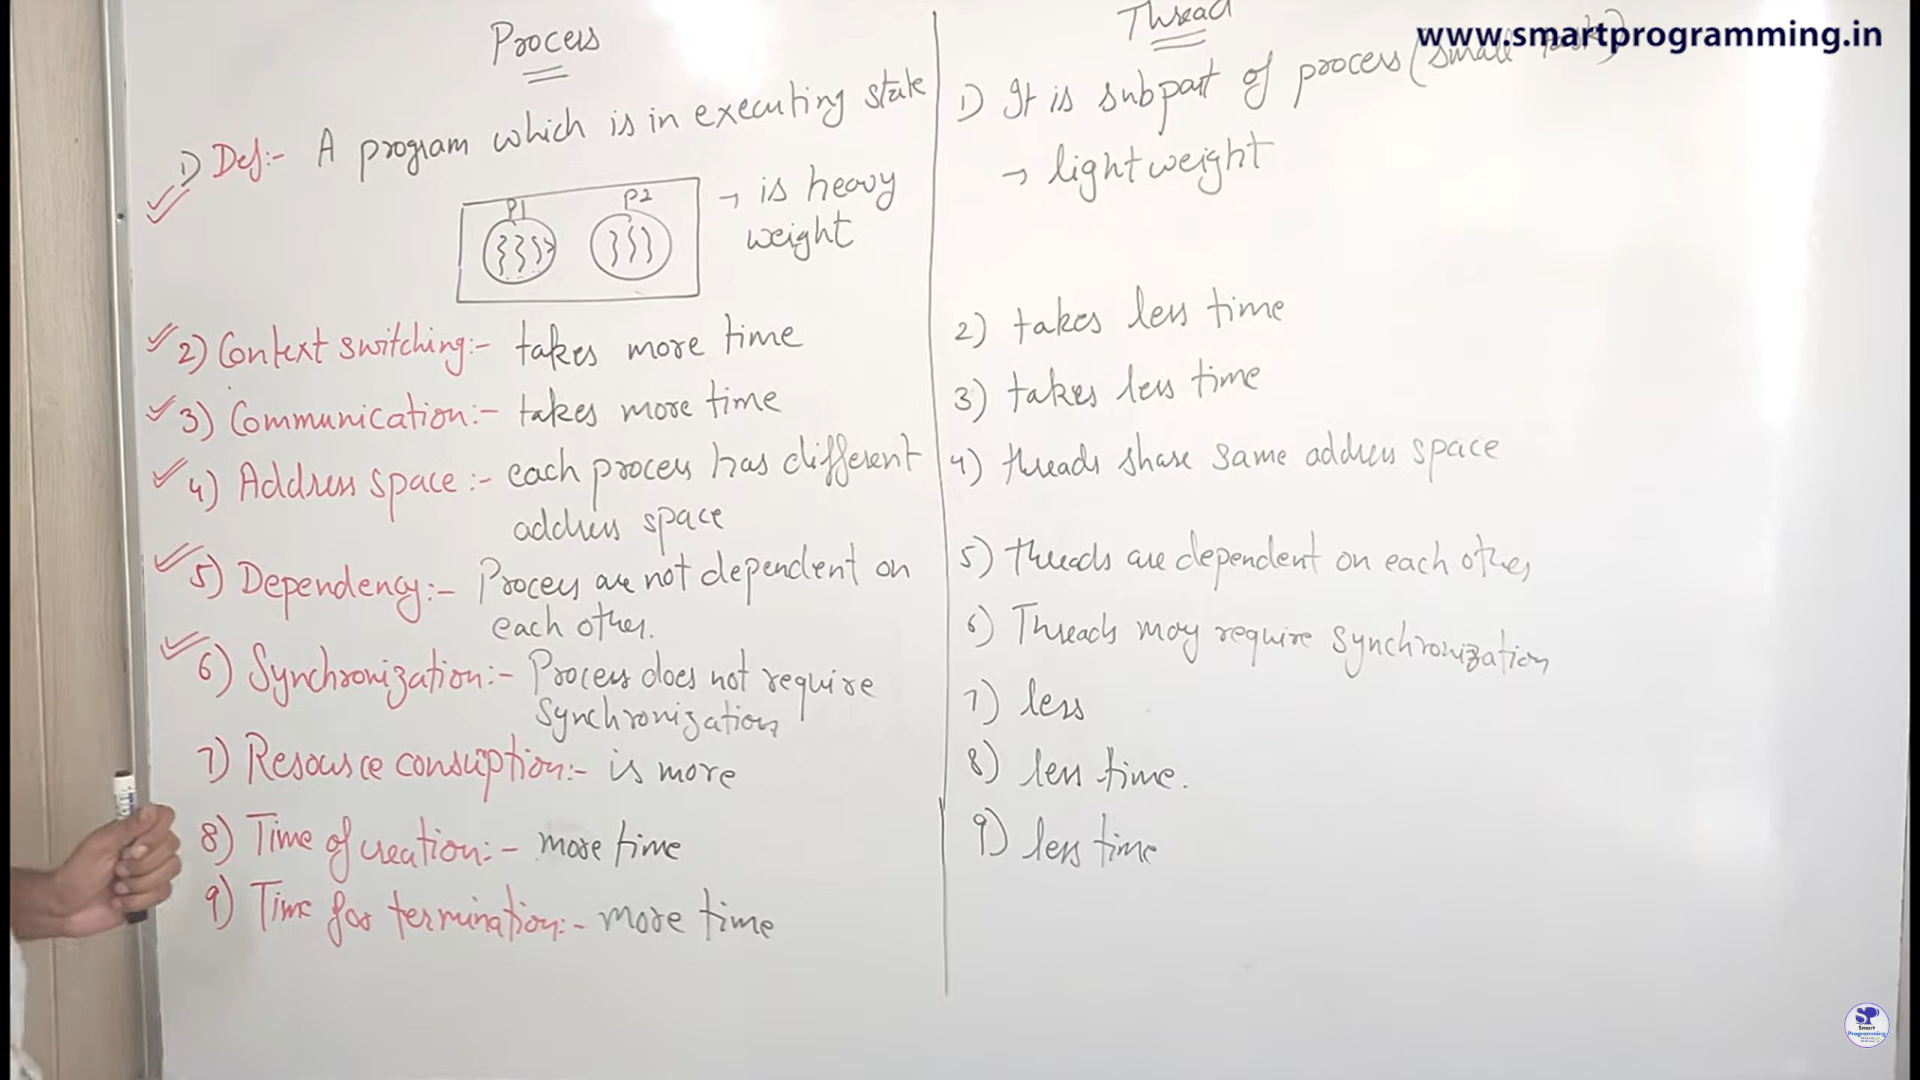 Process
Thread
www.smartprogramming.in
1) Def:- A program which is in executing state
→ is heavy
weight
P1
P2
1) It is subpart of process (small task)
→ lightweight
2) Context switching:- takes more time
2) takes less time
3) Communication:- takes more time
3) takes less time
4) Address space:- each process has different
address space
4) threads share same address space
5) Dependency:- Process are not dependent on
each other.
5) threads are dependent on each other
6) Synchronization:- Process does not require
synchronization
6) Threads may require synchronization
7) Resource consuption:- is more
7) less
8) Time of creation:- more time
8) less time.
9) Time for termination:- more time
9) less time
SP
Smart
Programming